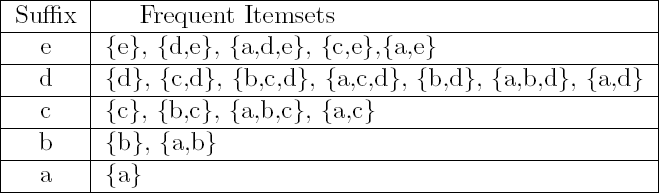 Suffix Frequent Itemsets
e {e}, {d,e}, {a,d,e}, {c,e},{a,e}
d {d}, {c,d}, {b,c,d}, {a,c,d}, {b,d}, {a,b,d}, {a,d}
c {c}, {b,c}, {a,b,c}, {a,c}
b {b}, {a,b}
a {a}